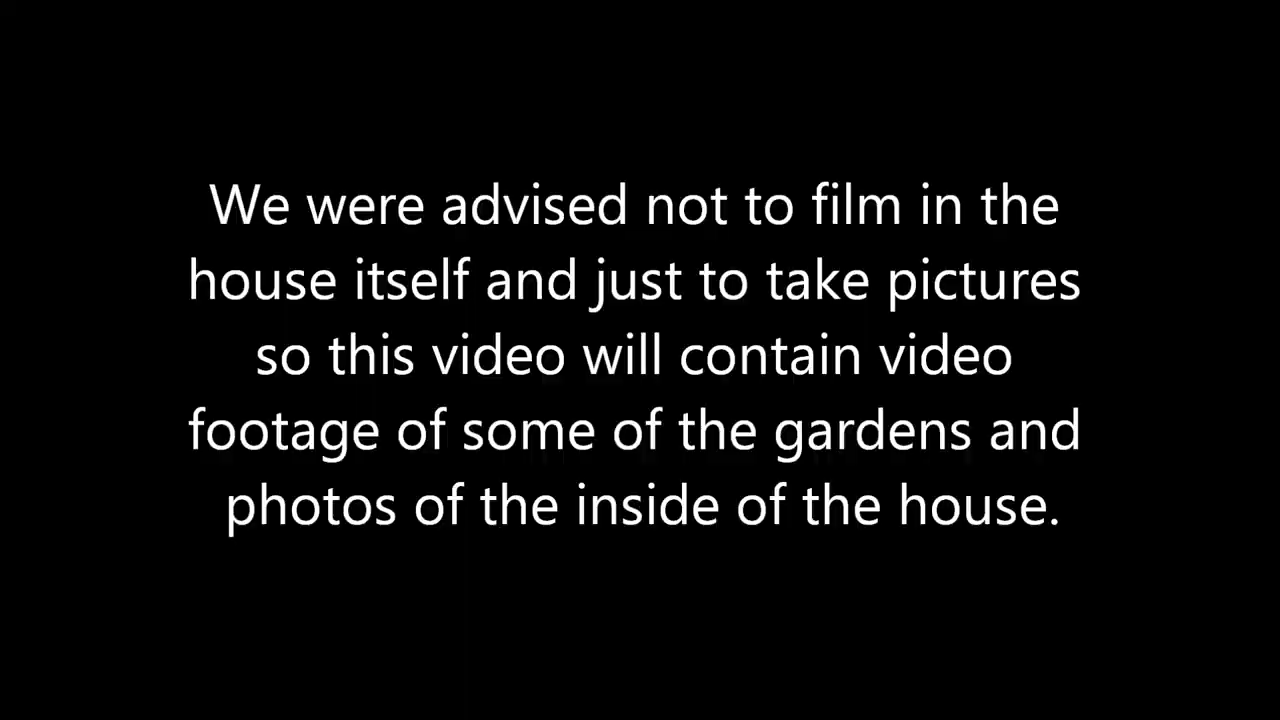 We were advised not to film in the
house itself and just to take pictures
so this video will contain video
footage of some of the gardens and
photos of the inside of the house.